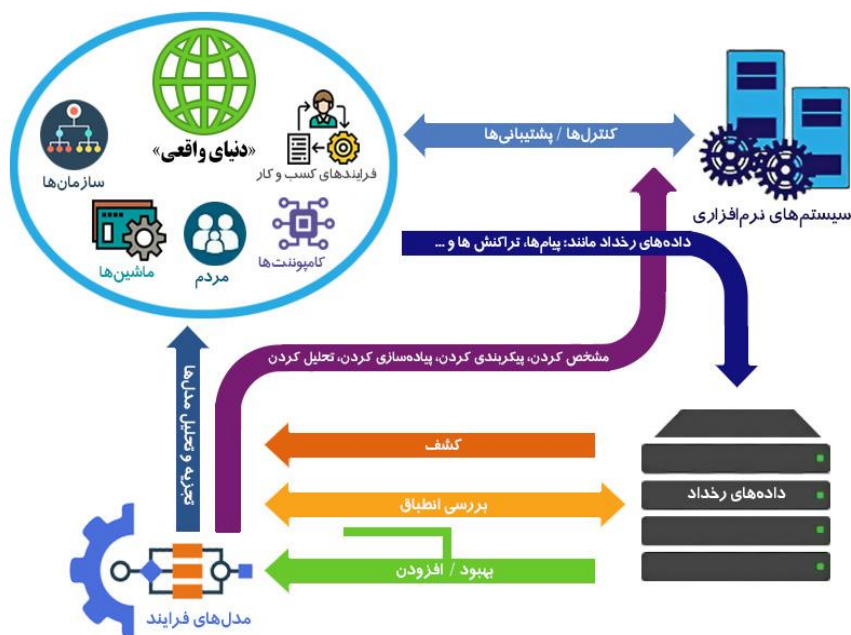 «دنیای واقعی»
سازمان‌ها
فرایندهای کسب و کار
ماشین‌ها
مردم
کامپوننت‌ها
کنترل‌ها / پشتیبانی‌ها
سیستم‌های نرم‌افزاری
داده‌های رخداد مانند: پیام‌ها، تراکنش ها و ...
مشخص کردن، پیکربندی کردن، پیاده‌سازی کردن، تحلیل کردن
تجزیه و تحلیل مدل‌ها
کشف
بررسی انطباق
بهبود / افزودن
داده‌های رخداد
مدل‌های فرایند